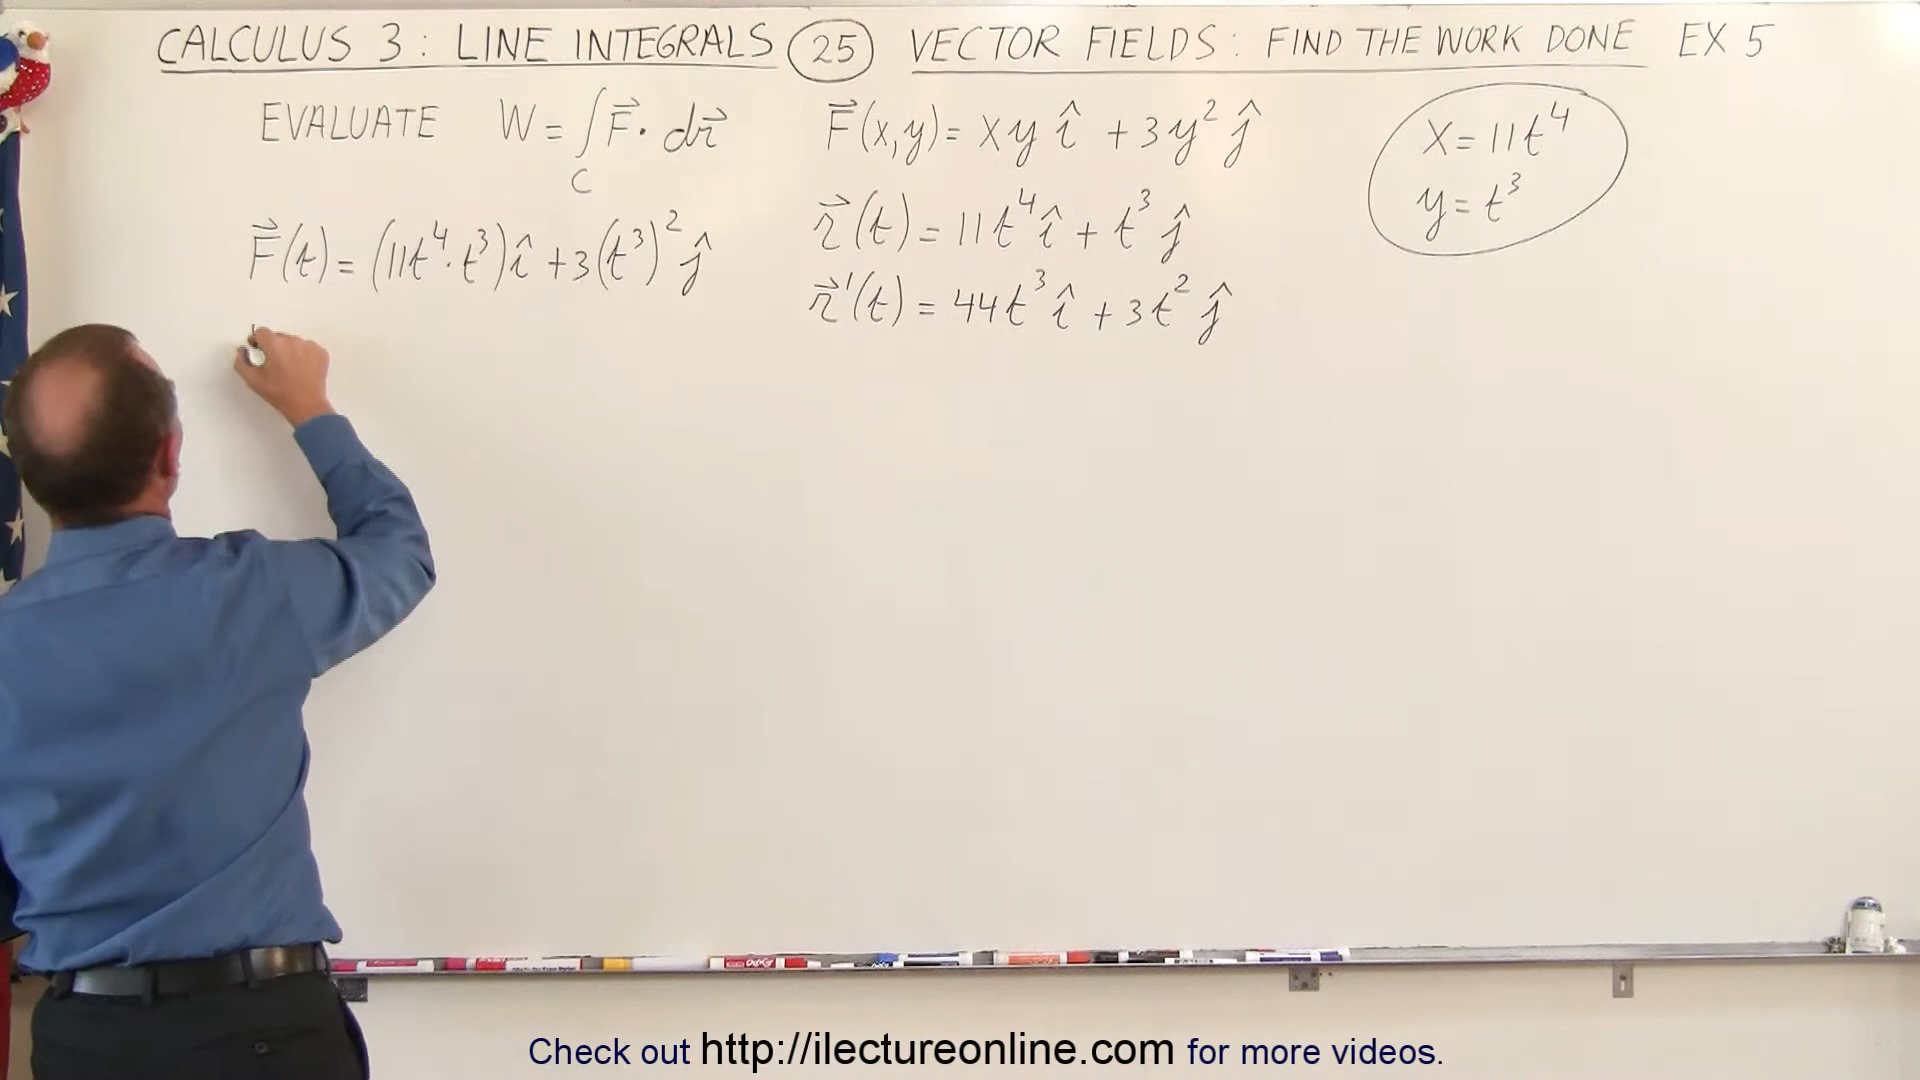 CALCULUS 3: LINE INTEGRALS (25) VECTOR FIELDS: FIND THE WORK DONE EX 5
EVALUATE W = ∫_C F⃗ · dr⃗
F⃗(x,y) = xy î + 3y² ĵ
x = 11t⁴
y = t³
r⃗(t) = 11t⁴ î + t³ ĵ
F⃗(t) = (11t⁴·t³) î + 3(t³)² ĵ
r⃗'(t) = 44t³ î + 3t² ĵ
Check out http://ilectureonline.com for more videos.